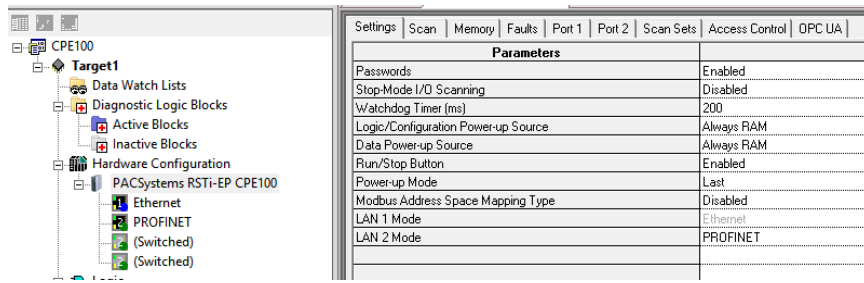 CPE100
Target1
Data Watch Lists
Diagnostic Logic Blocks
Active Blocks
Inactive Blocks
Hardware Configuration
PACSystems RSTi-EP CPE100
Ethernet
PROFINET
(Switched)
(Switched)
Settings Scan Memory Faults Port 1 Port 2 Scan Sets Access Control OPC UA
Parameters
Passwords Enabled
Stop-Mode I/O Scanning Disabled
Watchdog Timer (ms) 200
Logic/Configuration Power-up Source Always RAM
Data Power-up Source Always RAM
Run/Stop Button Enabled
Power-up Mode Last
Modbus Address Space Mapping Type Disabled
LAN 1 Mode Ethernet
LAN 2 Mode PROFINET